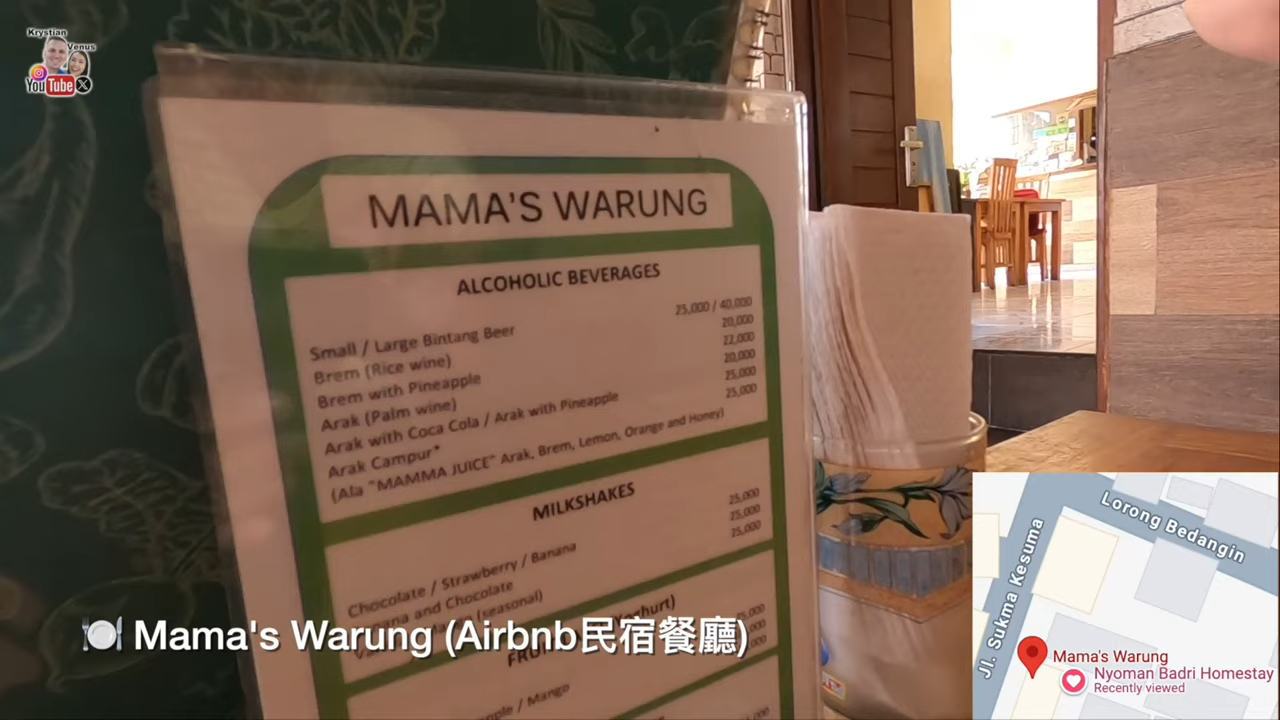 Krystian
Venus
YouTube X
MAMA'S WARUNG
ALCOHOLIC BEVERAGES
Small / Large Bintang Beer 25,000 / 40,000
Brem (Rice wine) 20,000
Brem with Pineapple 22,000
Arak (Palm wine) 20,000
Arak with Coca Cola / Arak with Pineapple 25,000
Arak Campur* 25,000
(Ala "MAMMA JUICE" Arak, Brem, Lemon, Orange and Honey)
MILKSHAKES
Chocolate / Strawberry / Banana 25,000
and Chocolate 25,000
(seasonal) 25,000
🍽 Mama's Warung (Airbnb民宿餐廳)
/ Mango
Lorong Bedangin
Jl. Sukma Kesuma
Mama's Warung
Nyoman Badri Homestay
Recently viewed